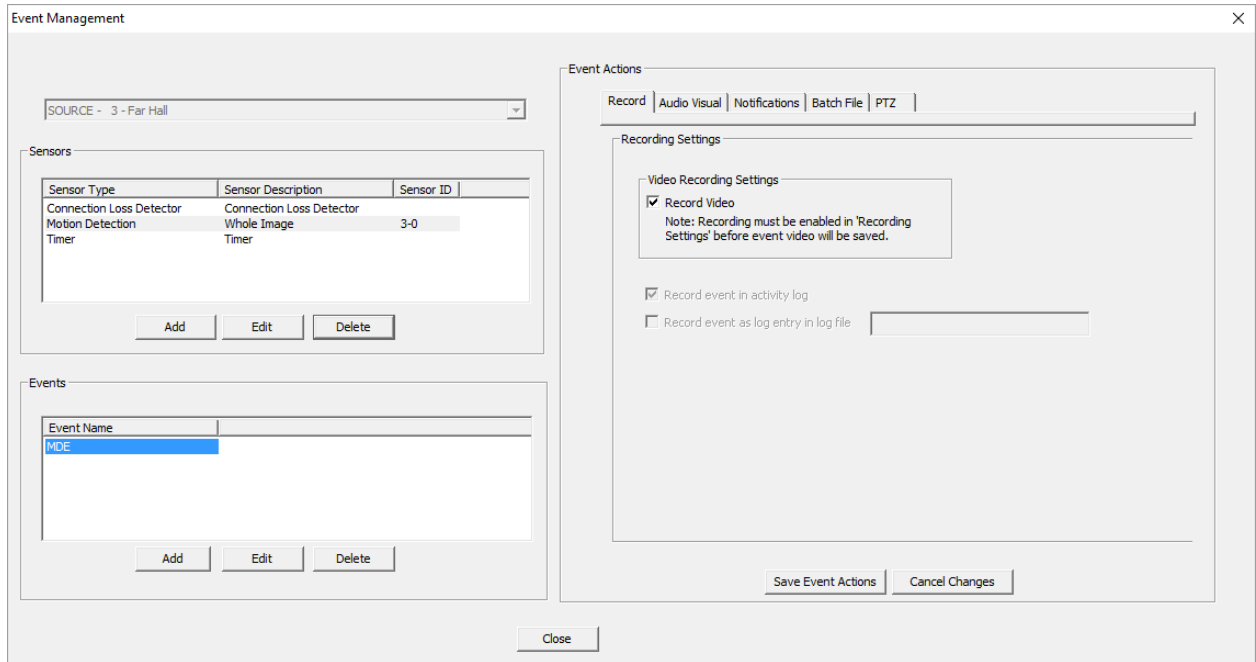 Event Management
SOURCE -   3 - Far Hall
Sensors
Sensor Type Sensor Description Sensor ID
Connection Loss Detector Connection Loss Detector
Motion Detection Whole Image 3-0
Timer Timer
Add Edit Delete
Events
Event Name
MDE
Add Edit Delete
Event Actions
Record Audio Visual Notifications Batch File PTZ
Recording Settings
Video Recording Settings
Record Video
Note: Recording must be enabled in 'Recording
Settings' before event video will be saved.
Record event in activity log
Record event as log entry in log file
Save Event Actions Cancel Changes
Close